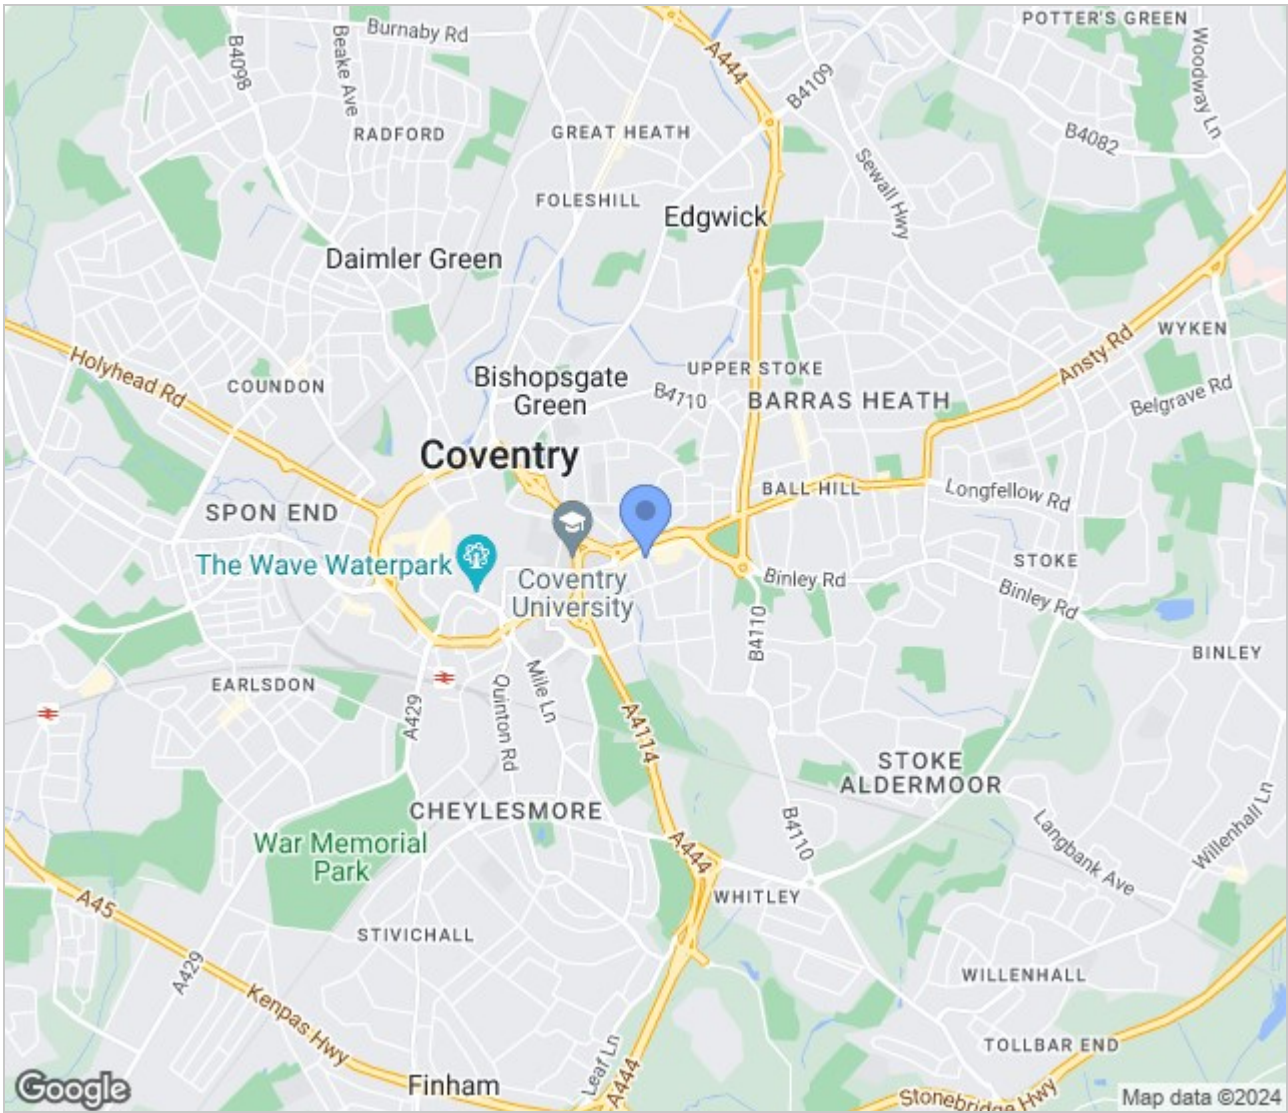 POTTER'S GREEN
Burnaby Rd
B4098
Beake Ave
A444
B4109
Woodway Ln
RADFORD
GREAT HEATH
B4082
Sewall Hwy
FOLESHILL
Edgwick
Daimler Green
WYKEN
Ansty Rd
Holyhead Rd
COUNDON
Bishopsgate
Green
UPPER STOKE
B4110
BARRAS HEATH
Belgrave Rd
Coventry
BALL HILL
Longfellow Rd
SPON END
The Wave Waterpark
Coventry
University
STOKE
Binley Rd
Binley Rd
B4110
BINLEY
EARLSDON
Mile Ln
Quinton Rd
A429
A4114
STOKE
ALDERMOOR
CHEYLESMORE
War Memorial
Park
A444
B4110
Langbank Ave
Willenhall Ln
WHITLEY
A45
STIVICHALL
A429
WILLENHALL
Kenpas Hwy
TOLLBAR END
Leaf Ln
A444
Finham
Stonebridge Hwy
Google
Map data ©2024